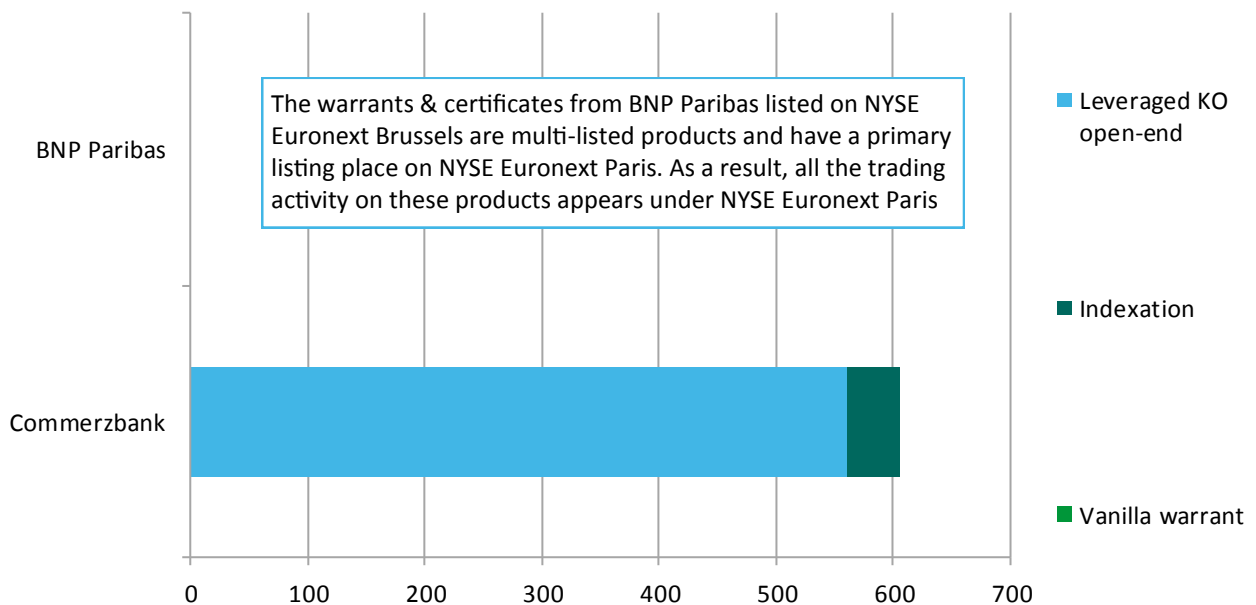 The warrants & certificates from BNP Paribas listed on NYSE
Euronext Brussels are multi-listed products and have a primary
listing place on NYSE Euronext Paris. As a result, all the trading
activity on these products appears under NYSE Euronext Paris
BNP Paribas
Commerzbank
0 100 200 300 400 500 600 700
Leveraged KO
open-end
Indexation
Vanilla warrant